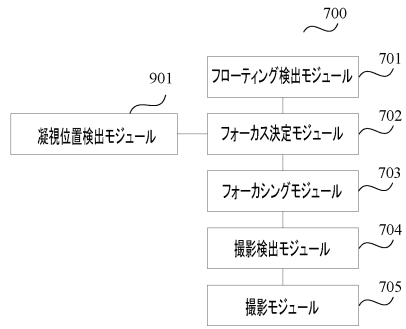 700
701
フローティング検出モジュール
901
702
凝視位置検出モジュール
フォーカス決定モジュール
703
フォーカシングモジュール
704
撮影検出モジュール
705
撮影モジュール